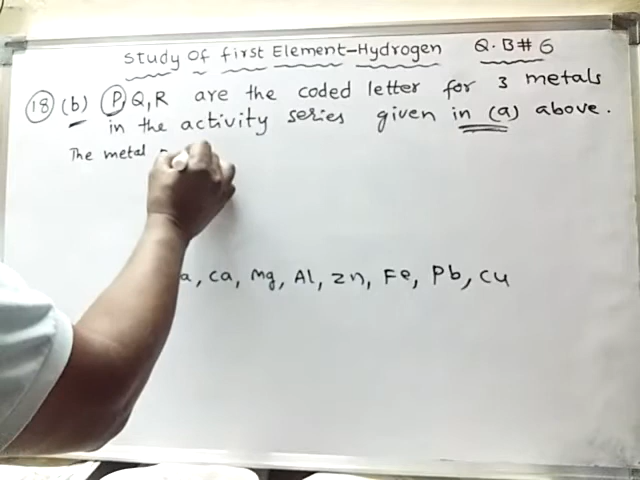 Study Of first Element-Hydrogen Q.B#6
18 (b) P, Q, R are the coded letter for 3 metals
in the activity series given in (a) above.
The metal
a, ca, Mg, Al, Zn, Fe, Pb, Cu